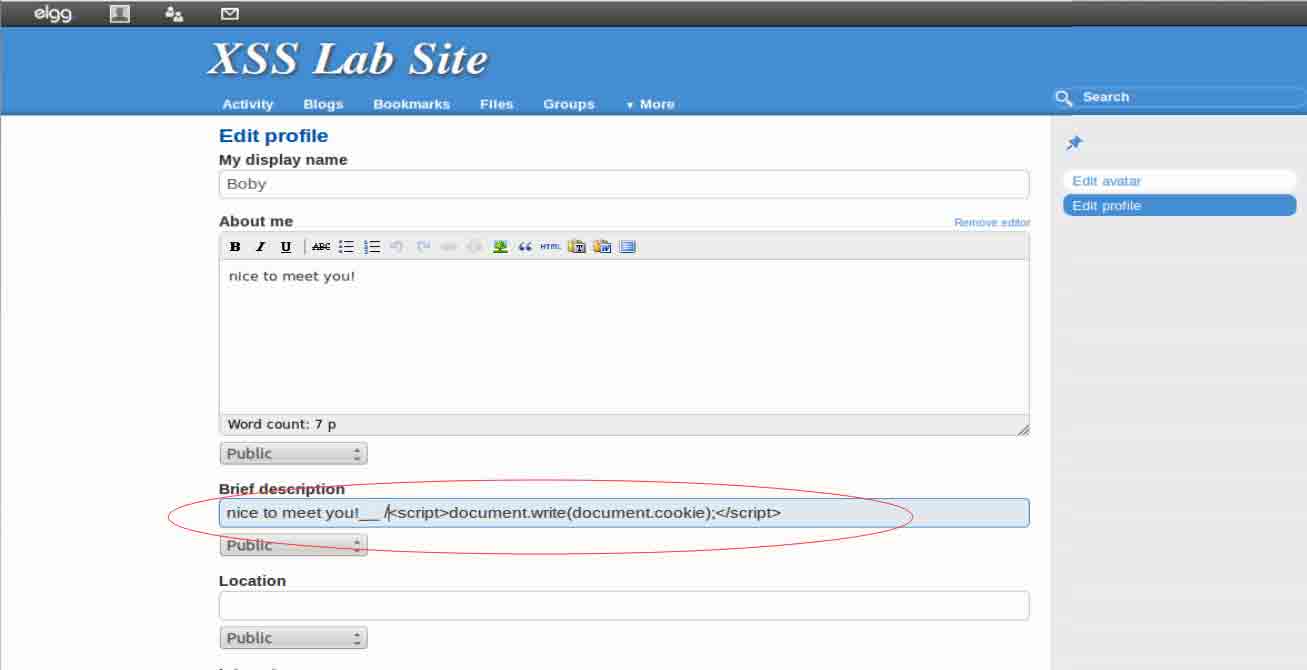 elgg
XSS Lab Site
Activity Blogs Bookmarks Files Groups ▼ More
Search
Edit profile
My display name
Boby
Edit avatar
Edit profile
About me
Remove editor
B I U ABC HTML T W
nice to meet you!
Word count: 7 p
Public
Brief description
nice to meet you!__ /<script>document.write(document.cookie);</script>
Public
Location
Public